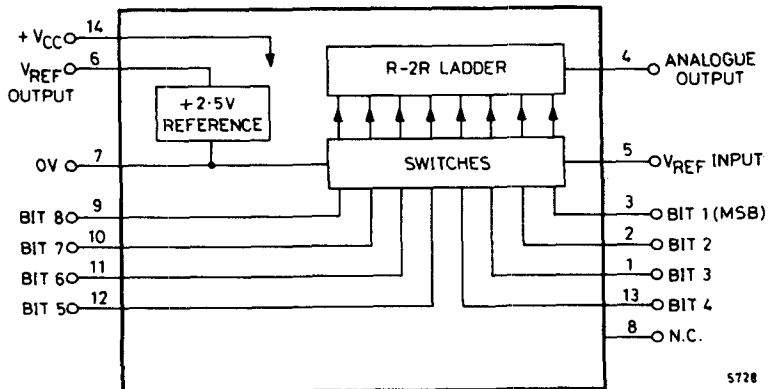 14
+ VCC
6
VREF
OUTPUT
+2·5V
REFERENCE
R-2R LADDER
4
ANALOGUE
OUTPUT
0V
7
SWITCHES
5
VREF INPUT
BIT 8
9
3
BIT 1 (MSB)
BIT 7
10
2
BIT 2
BIT 6
11
1
BIT 3
BIT 5
12
13
BIT 4
8
N.C.
5728